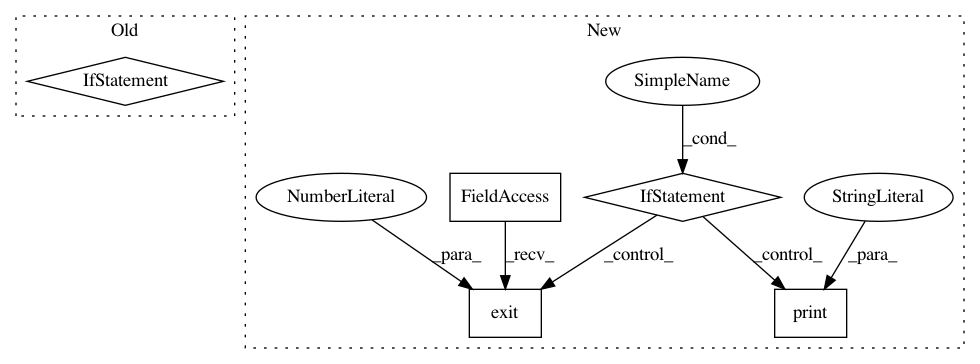 Old
New
IfStatement
SimpleName
_cond_
NumberLiteral
FieldAccess
IfStatement
StringLiteral
_para_
_recv_
_control_
_control_
_para_
exit
print